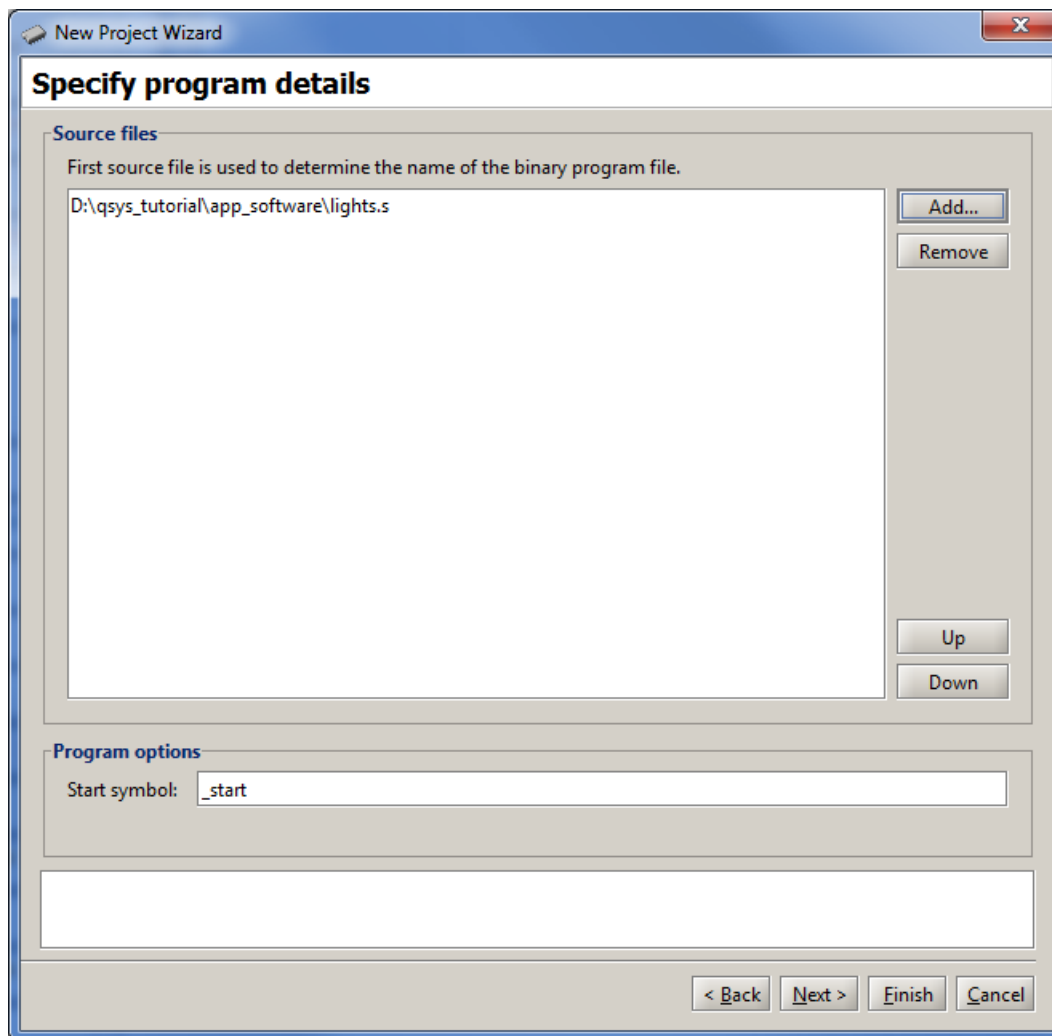 New Project Wizard
Specify program details
Source files
First source file is used to determine the name of the binary program file.
D:\qsys_tutorial\app_software\lights.s
Add...
Remove
Up
Down
Program options
Start symbol: _start
< Back Next > Finish Cancel